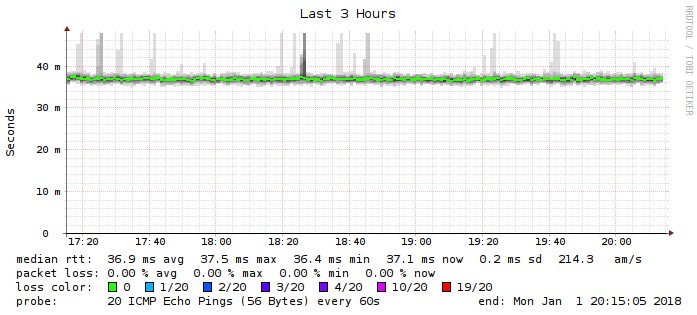 Last 3 Hours
RRDTOOL / TOBI OETIKER
Seconds
40 m
30 m
20 m
10 m
0
17:20 17:40 18:00 18:20 18:40 19:00 19:20 19:40 20:00
median rtt: 36.9 ms avg 37.5 ms max 36.4 ms min 37.1 ms now 0.2 ms sd 214.3 am/s
packet loss: 0.00 % avg 0.00 % max 0.00 % min 0.00 % now
loss color: 0 1/20 2/20 3/20 4/20 10/20 19/20
probe: 20 ICMP Echo Pings (56 Bytes) every 60s end: Mon Jan 1 20:15:05 2018